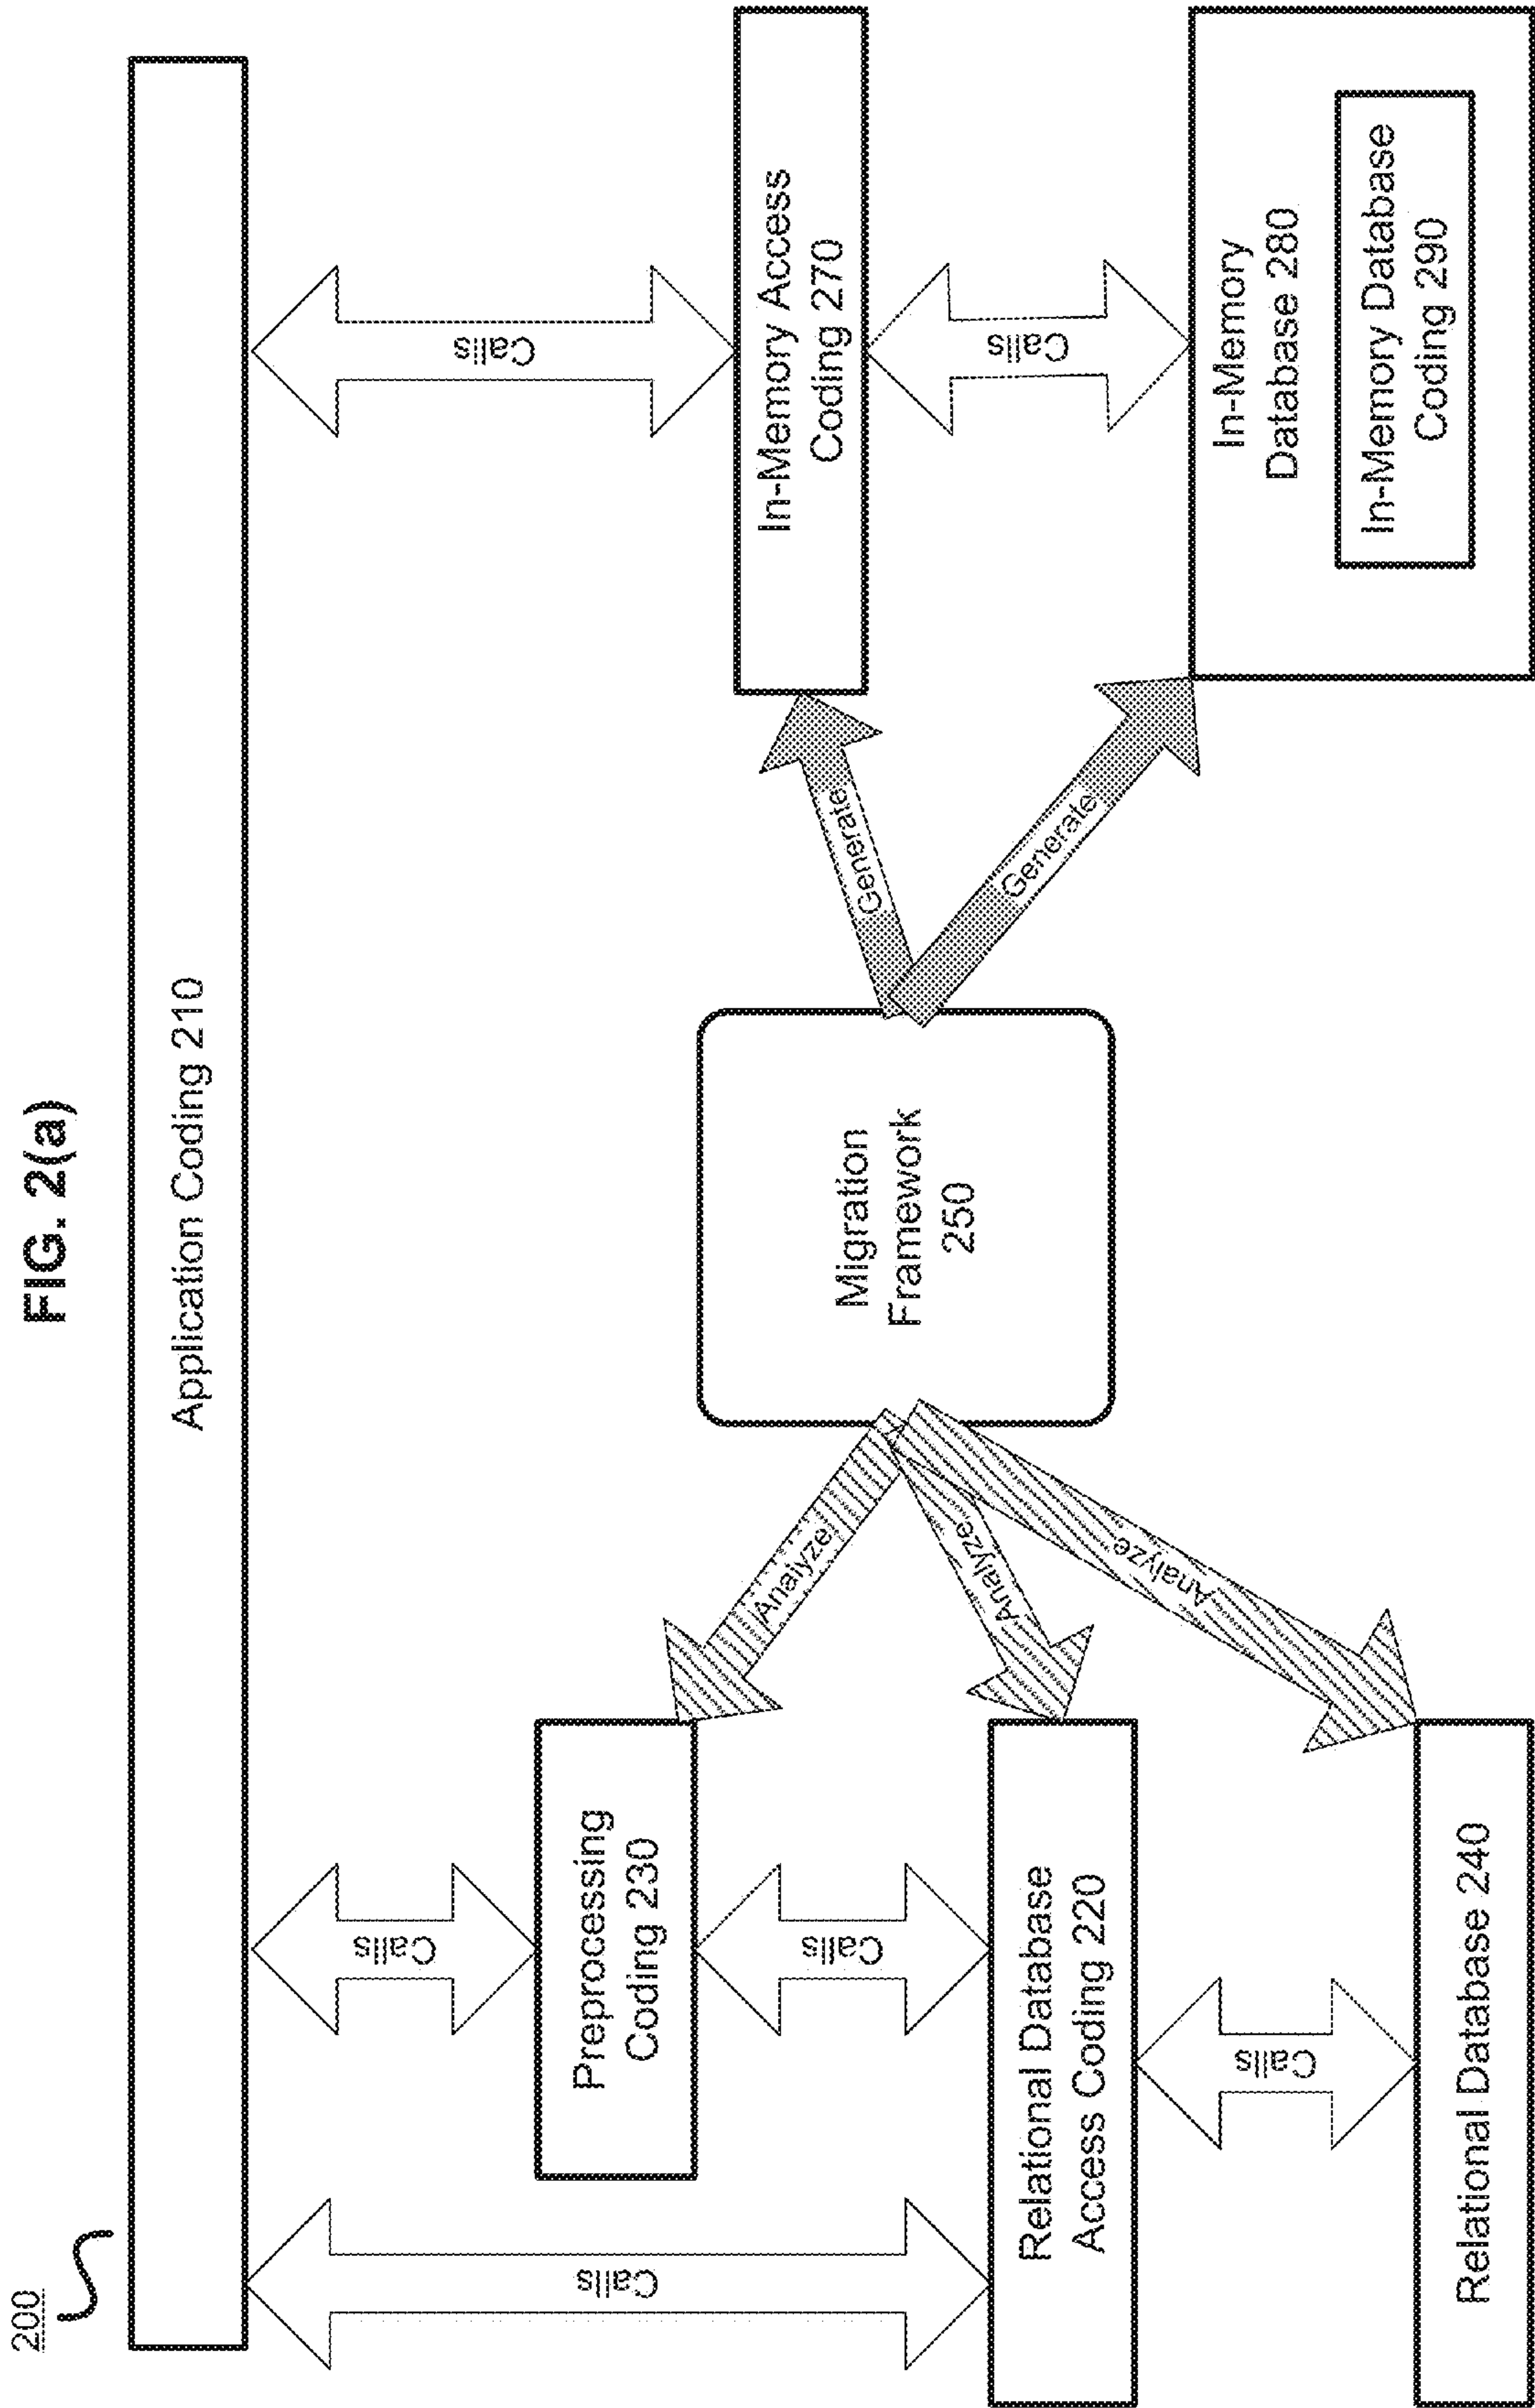 FIG. 2(a)
200
Application Coding 210
Calls
Calls
Calls
Preprocessing
Coding 230
Calls
In-Memory Access
Coding 270
Analyze
Generate
Migration
Framework
250
Relational Database
Access Coding 220
Analyze
Generate
Calls
Calls
Analyze
In-Memory
Database 280
In-Memory Database
Coding 290
Relational Database 240